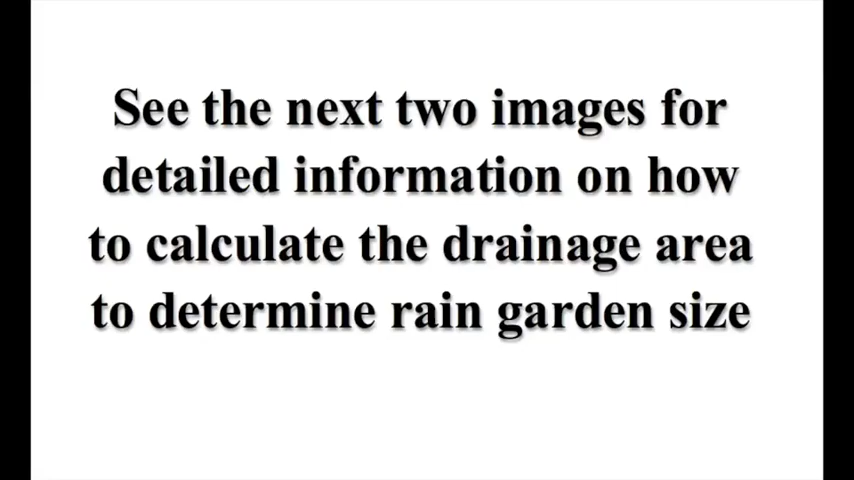 See the next two images for
detailed information on how
to calculate the drainage area
to determine rain garden size